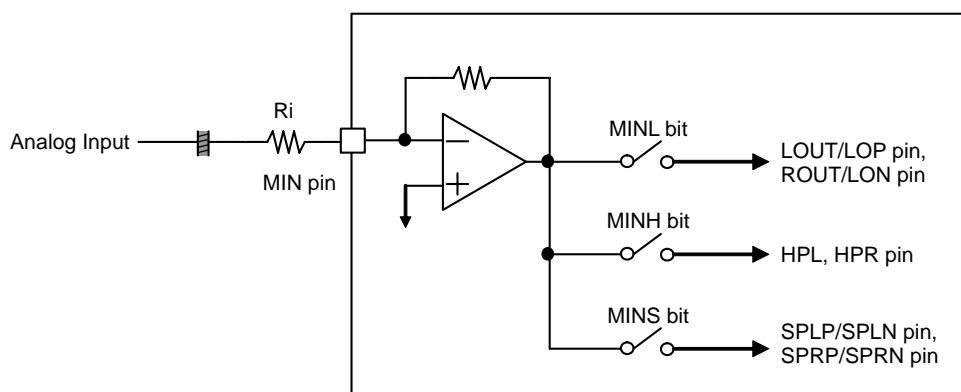 Ri
Analog Input
MIN pin
−
+
MINL bit
LOUT/LOP pin,
ROUT/LON pin
MINH bit
HPL, HPR pin
MINS bit
SPLP/SPLN pin,
SPRP/SPRN pin